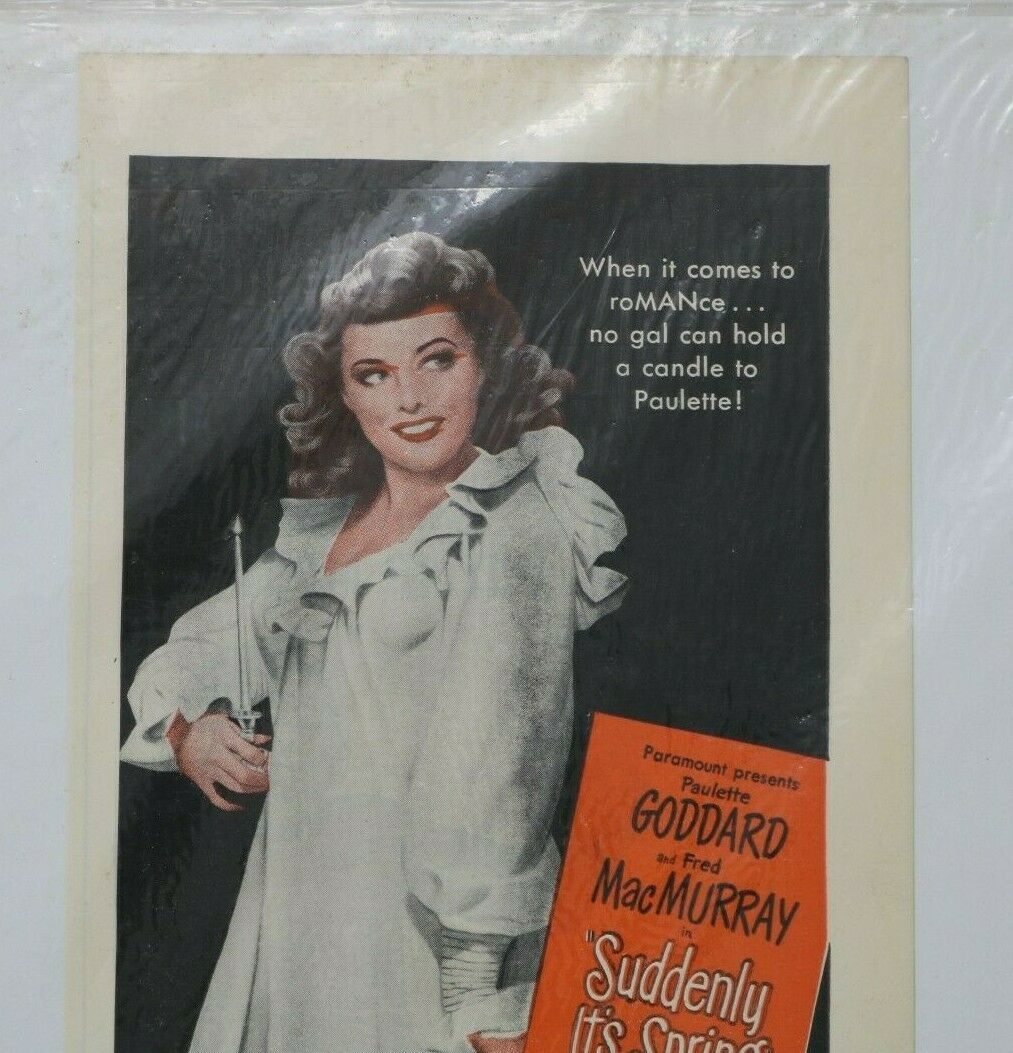 When it comes to
roMANce...
no gal can hold
a candle to
Paulette!
Paramount presents
Paulette
GODDARD
and Fred
MacMURRAY
in
"Suddenly
It's Spring